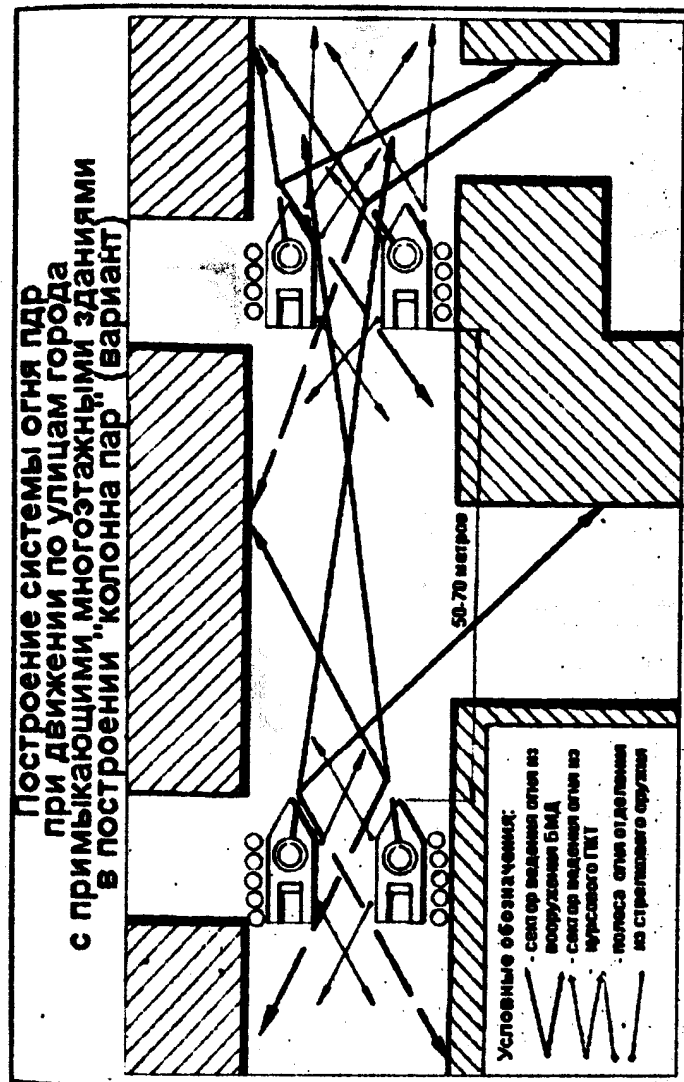 Построение системы огня пдр
при движении по улицам города
с примыкающими многоэтажными зданиями
в построении "колонна пар" (вариант)
50-70 метров
Условные обозначения:
- сектор ведения огня из
вооружения БМД
- сектор ведения огня из
курсового ПКТ
- полоса огня отделения
из стрелкового оружия